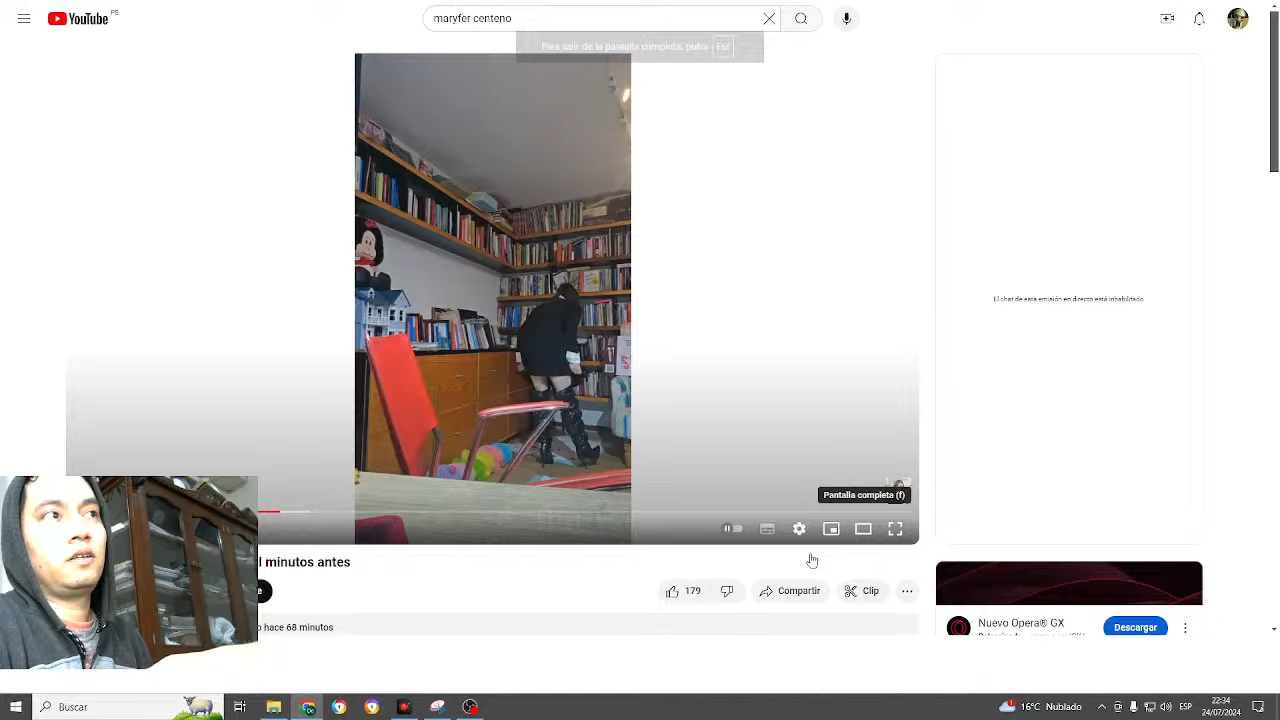 YouTube
PE
maryfer centeno
Para salir de la pantalla completa, pulsa Esc
El chat de esta emisión en directo está inhabilitado
Pantalla completa (f)
l minutos antes
e
179
Compartir
Clip
o hace 68 minutos
Nuevo Opera® GX
Descargar
Buscar
16°C
ESP
22:34
24/07/2024